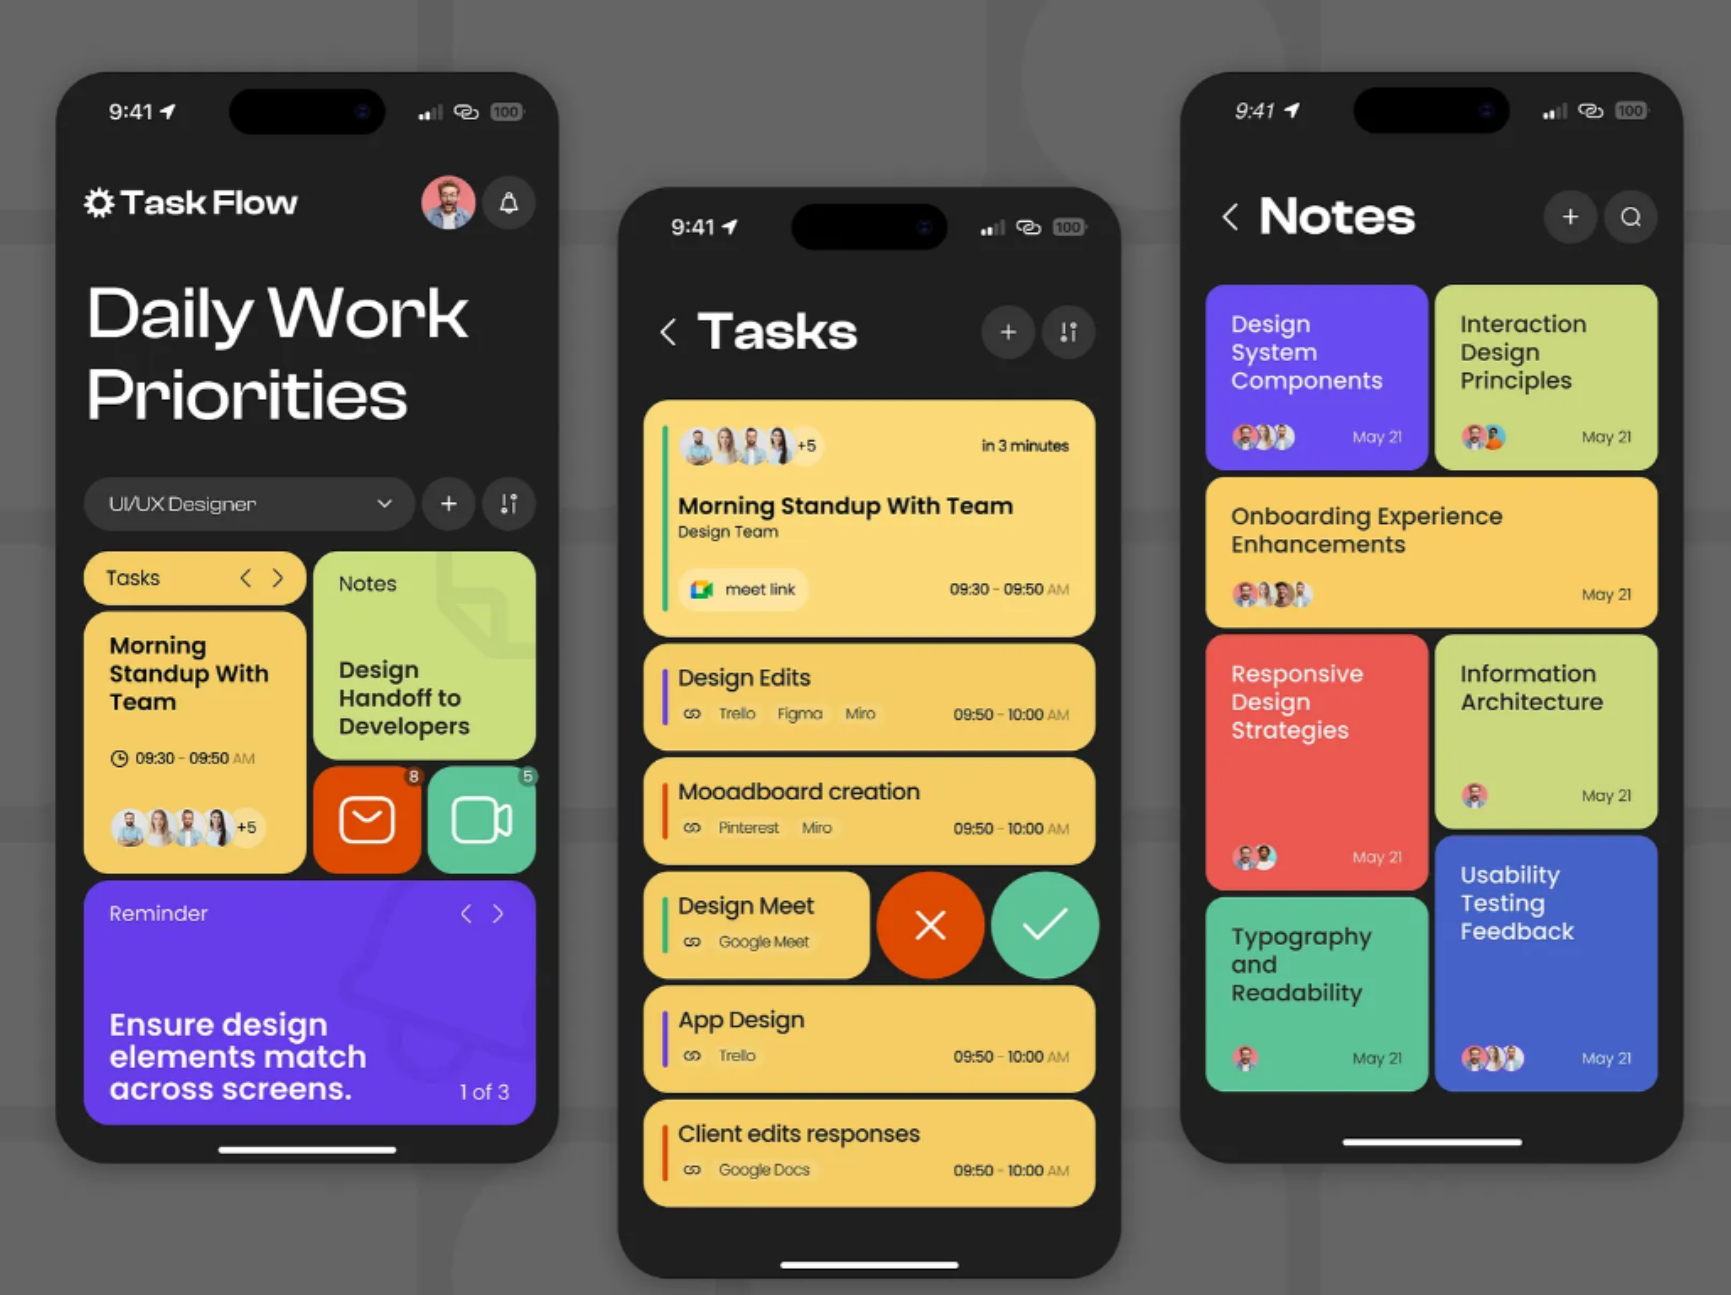 9:41
100
Task Flow
Daily Work
Priorities
UI/UX Designer
Tasks
Morning
Standup With
Team
09:30 - 09:50 AM
+5
Notes
Design
Handoff to
Developers
8
5
Reminder
Ensure design
elements match
across screens.
1 of 3
9:41
100
Tasks
+5
in 3 minutes
Morning Standup With Team
Design Team
meet link
09:30 - 09:50 AM
Design Edits
Trello Figma Miro
09:50 - 10:00 AM
Mooadboard creation
Pinterest Miro
09:50 - 10:00 AM
Design Meet
Google Meet
App Design
Trello
09:50 - 10:00 AM
Client edits responses
Google Docs
09:50 - 10:00 AM
9:41
100
Notes
Design
System
Components
May 21
Interaction
Design
Principles
May 21
Onboarding Experience
Enhancements
May 21
Responsive
Design
Strategies
May 21
Information
Architecture
May 21
Typography
and
Readability
May 21
Usability
Testing
Feedback
May 21